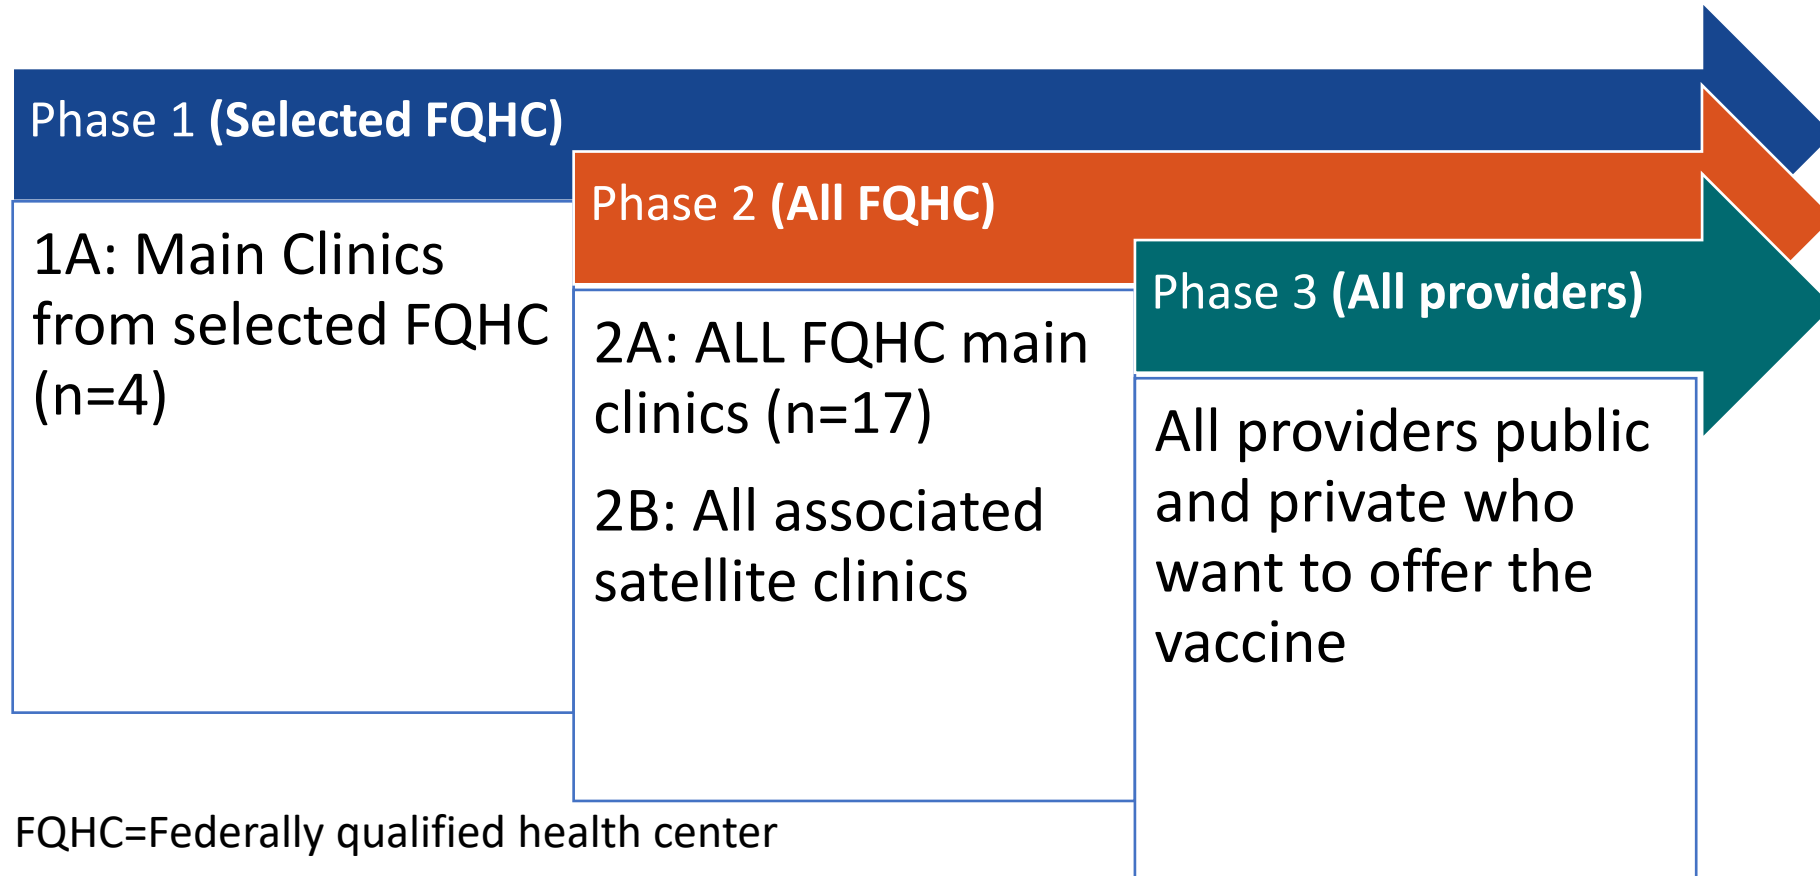 Phase 1 (Selected FQHC)
1A: Main Clinics
from selected FQHC
(n=4)
Phase 2 (All FQHC)
2A: ALL FQHC main
clinics (n=17)
2B: All associated
satellite clinics
Phase 3 (All providers)
All providers public
and private who
want to offer the
vaccine
FQHC=Federally qualified health center